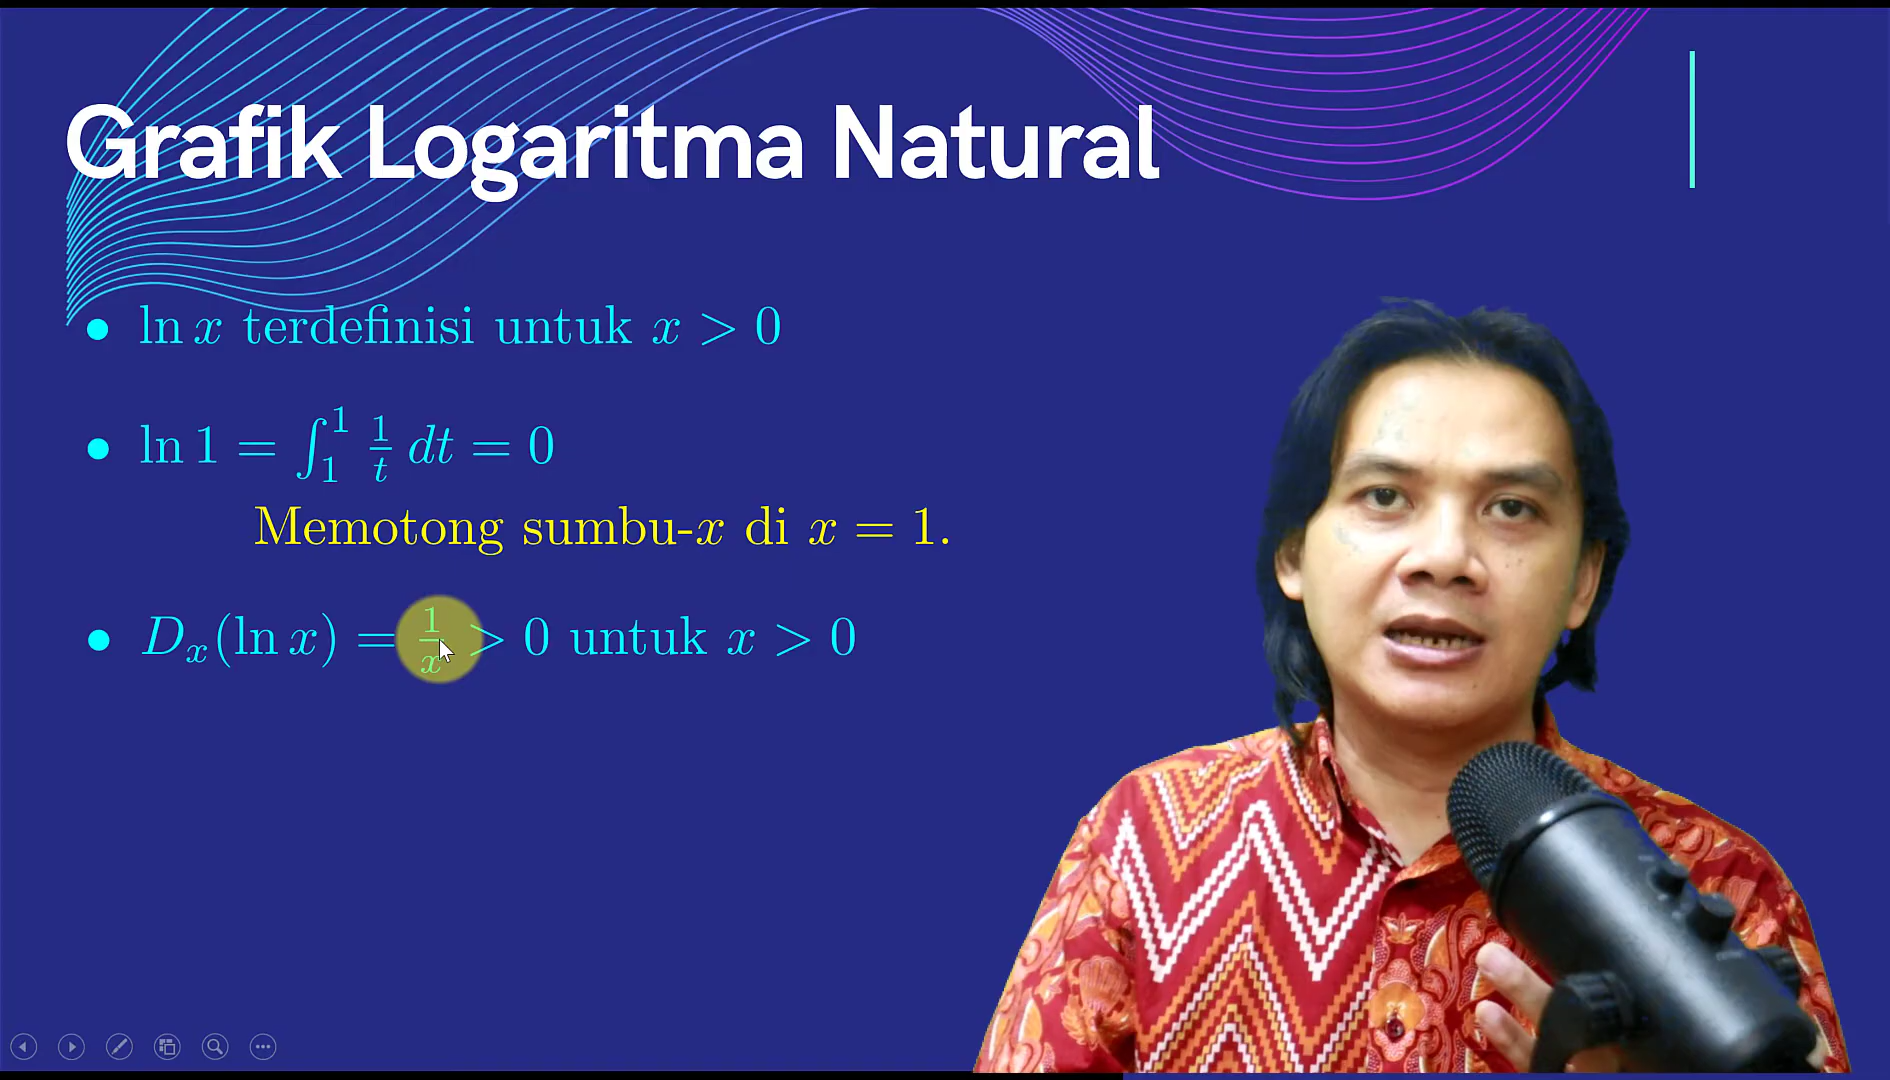 Grafik Logaritma Natural
• ln x terdefinisi untuk x > 0
• ln 1 = ∫₁¹ 1/t dt = 0
Memotong sumbu-x di x = 1.
• Dₓ(ln x) = 1/x > 0 untuk x > 0